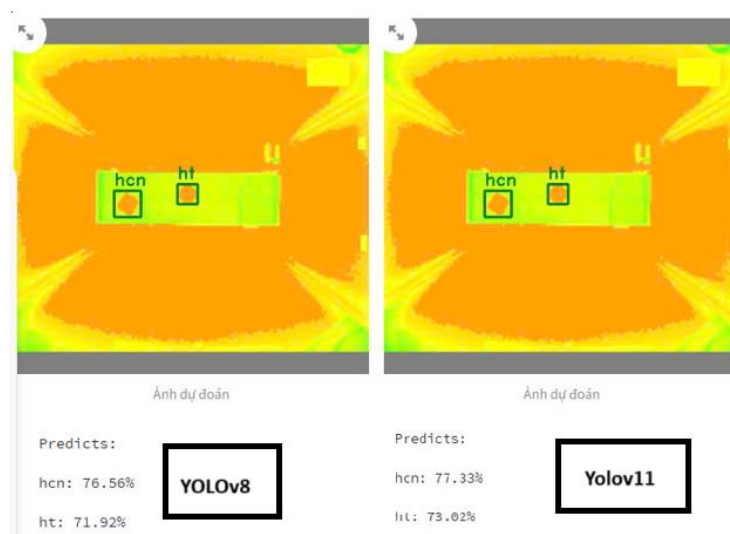 hcn
ht
hcn
ht
Ảnh dự đoán
Predicts:
hcn: 76.56%
ht: 71.92%
YOLOv8
Ảnh dự đoán
Predicts:
hcn: 77.33%
ht: 73.02%
Yolov11